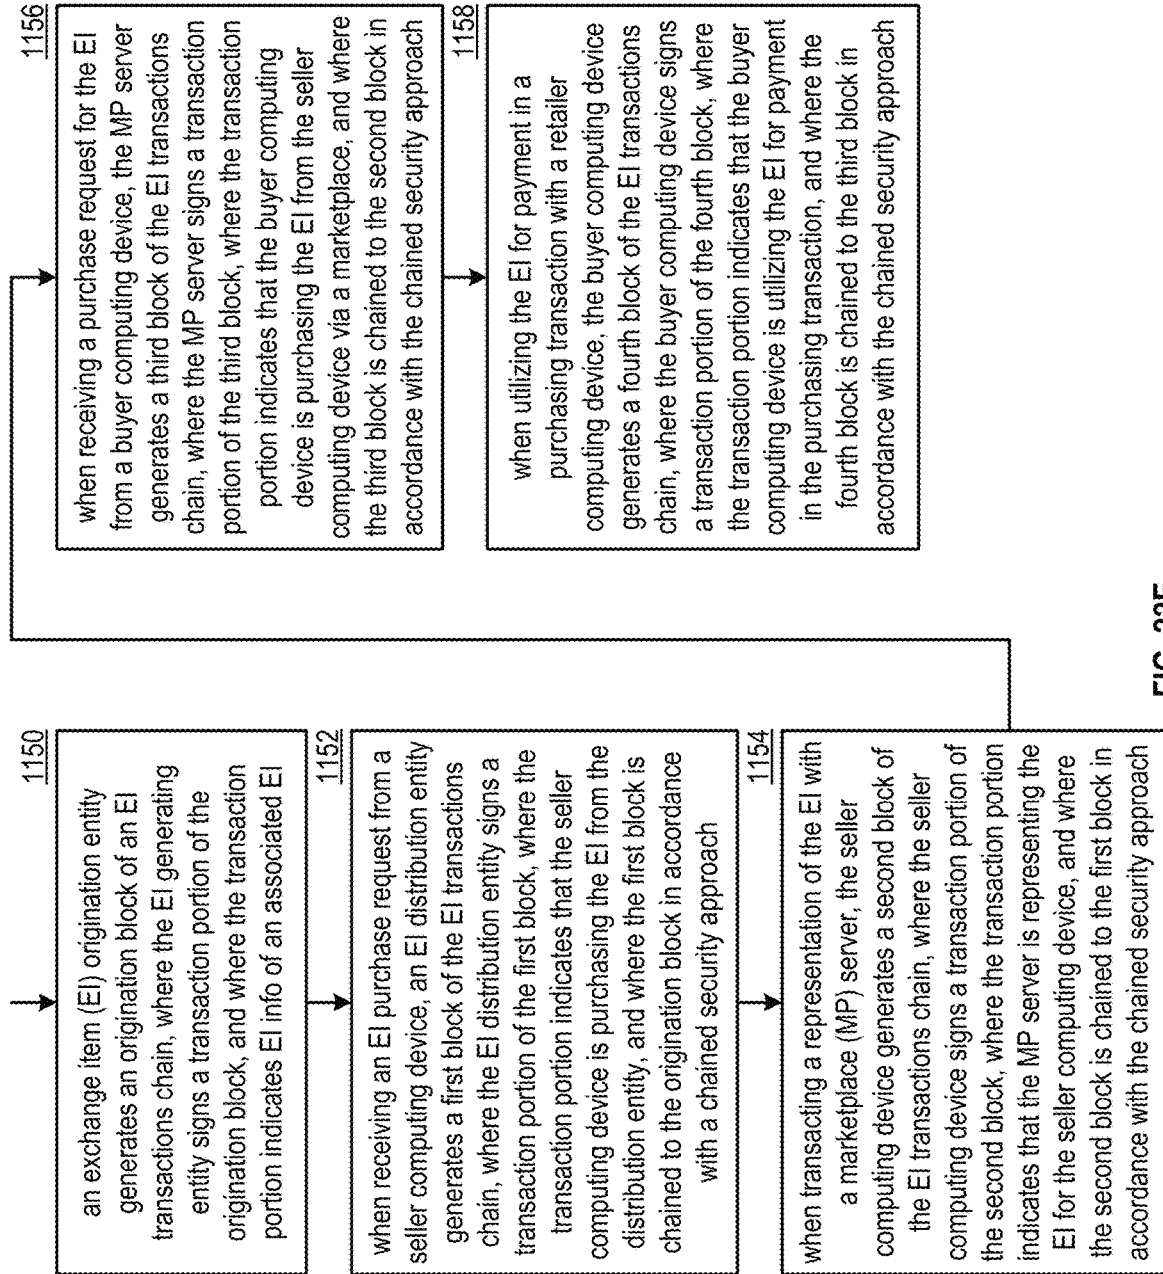 1150
an exchange item (EI) origination entity
generates an origination block of an EI
transactions chain, where the EI generating
entity signs a transaction portion of the
origination block, and where the transaction
portion indicates EI info of an associated EI
1152
when receiving an EI purchase request from a
seller computing device, an EI distribution entity
generates a first block of the EI transactions
chain, where the EI distribution entity signs a
transaction portion of the first block, where the
transaction portion indicates that the seller
computing device is purchasing the EI from the
distribution entity, and where the first block is
chained to the origination block in accordance
with a chained security approach
1154
when transacting a representation of the EI with
a marketplace (MP) server, the seller
computing device generates a second block of
the EI transactions chain, where the seller
computing device signs a transaction portion of
the second block, where the transaction portion
indicates that the MP server is representing the
EI for the seller computing device, and where
the second block is chained to the first block in
accordance with the chained security approach
1156
when receiving a purchase request for the EI
from a buyer computing device, the MP server
generates a third block of the EI transactions
chain, where the MP server signs a transaction
portion of the third block, where the transaction
portion indicates that the buyer computing
device is purchasing the EI from the seller
computing device via a marketplace, and where
the third block is chained to the second block in
accordance with the chained security approach
1158
when utilizing the EI for payment in a
purchasing transaction with a retailer
computing device, the buyer computing device
generates a fourth block of the EI transactions
chain, where the buyer computing device signs
a transaction portion of the fourth block, where
the transaction portion indicates that the buyer
computing device is utilizing the EI for payment
in the purchasing transaction, and where the
fourth block is chained to the third block in
accordance with the chained security approach
FIG.